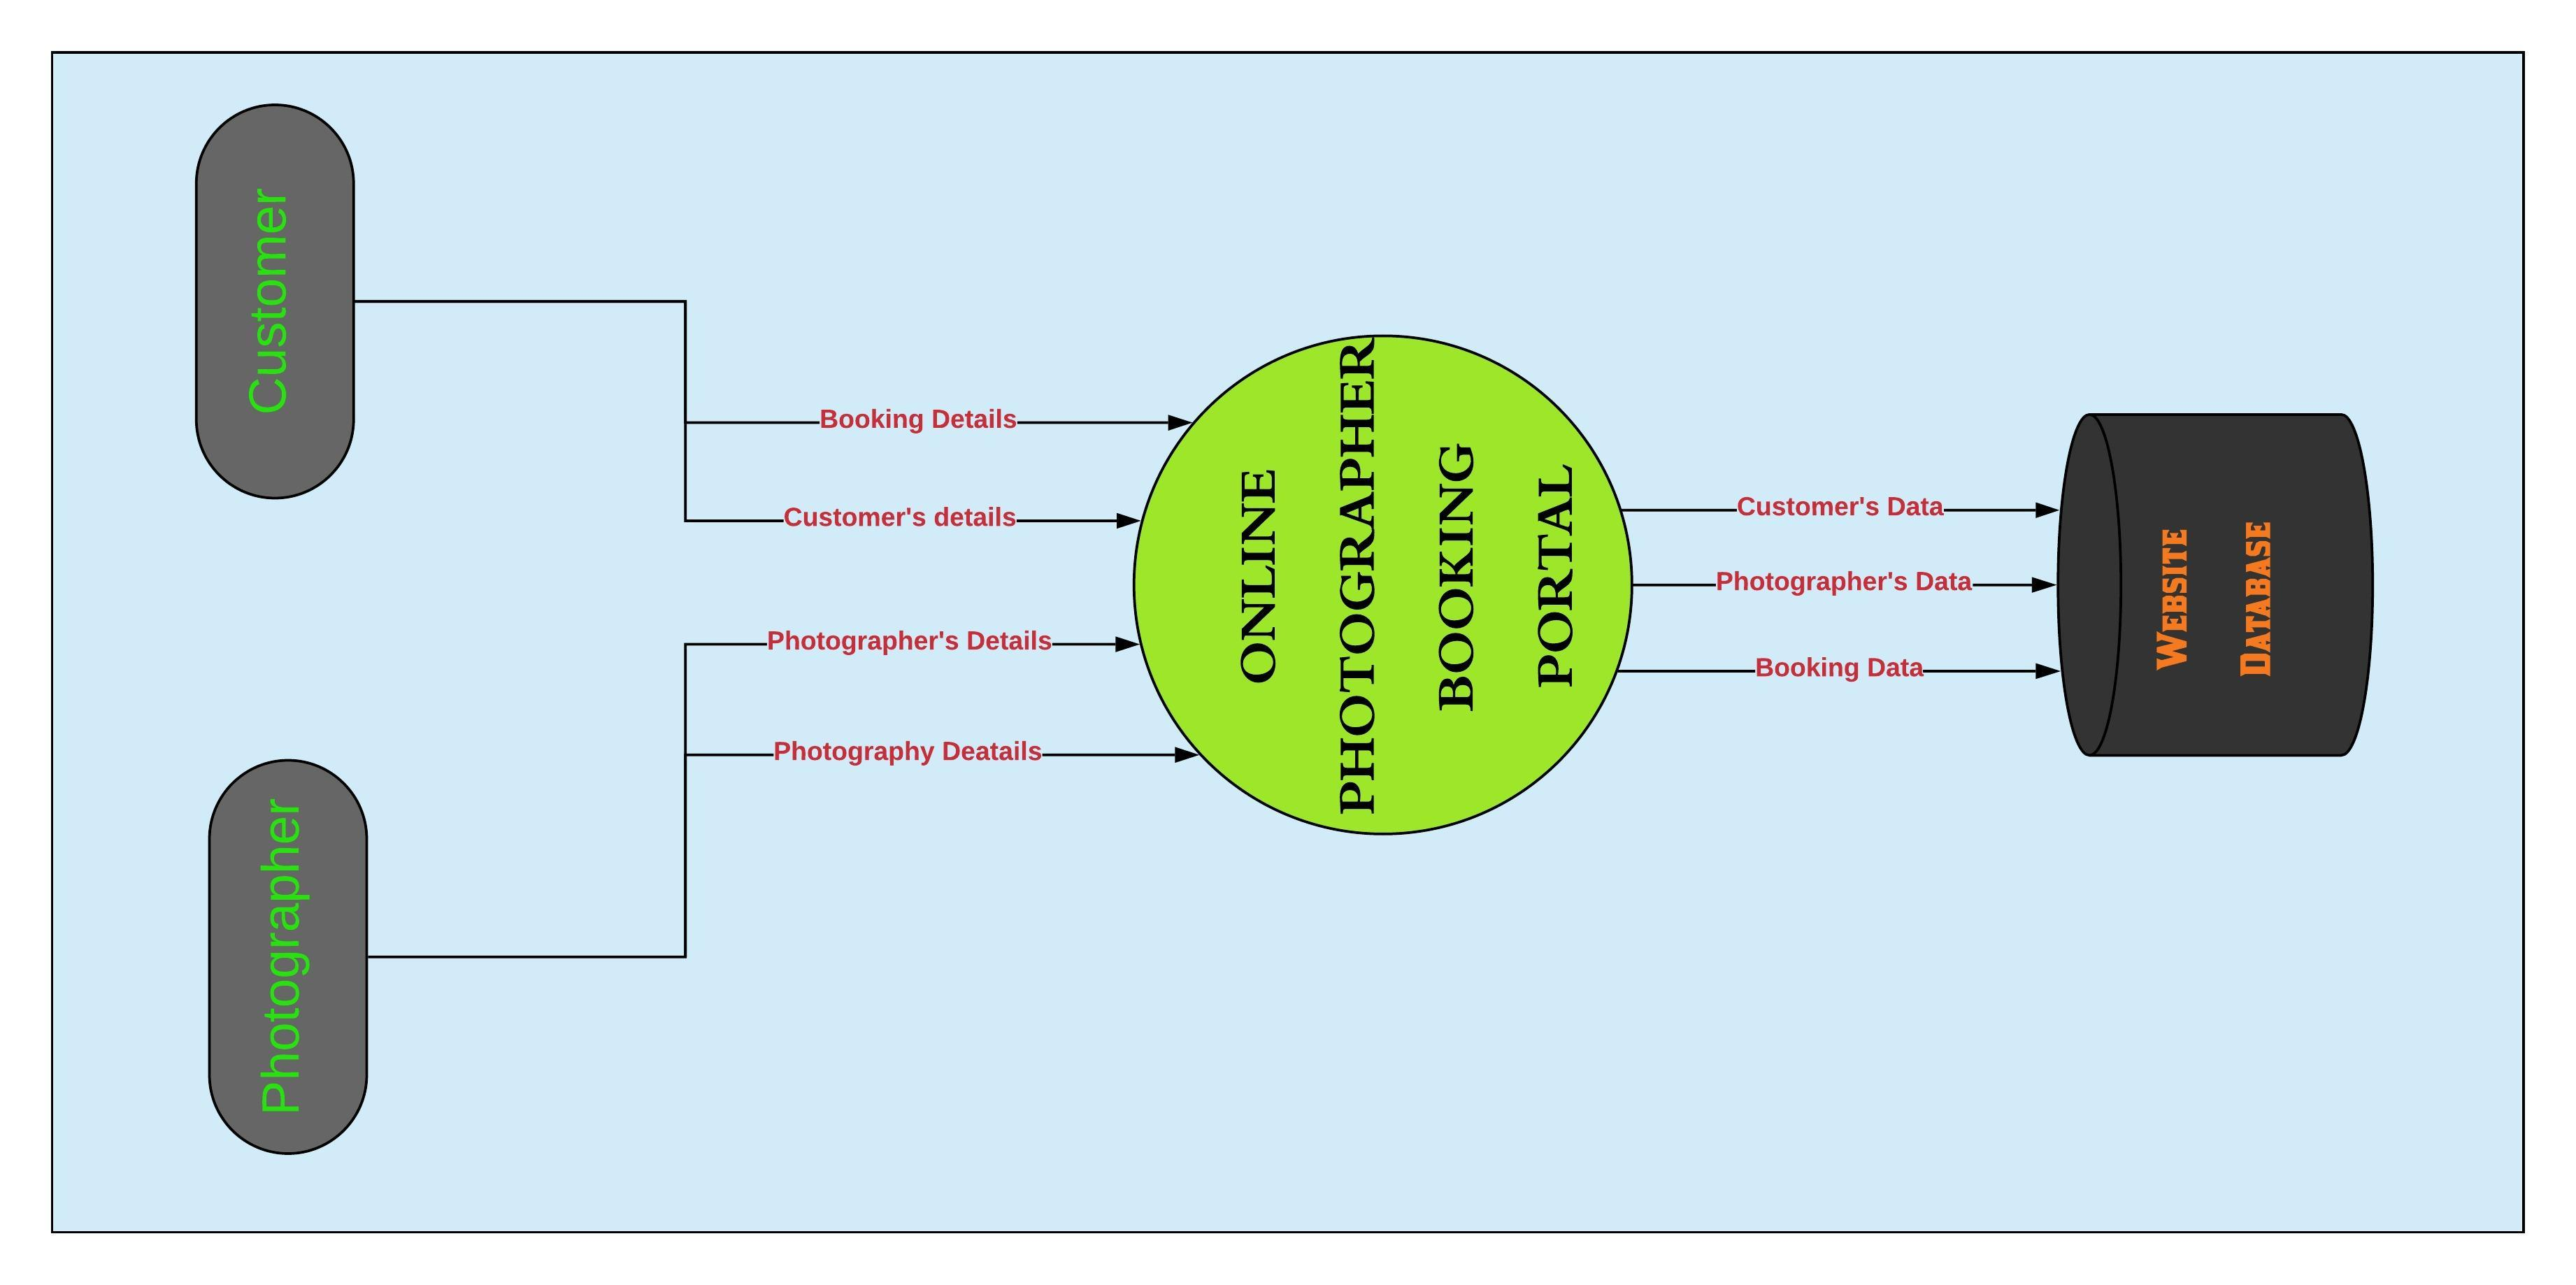 Customer
Photographer
Booking Details
Customer's details
Photographer's Details
Photography Deatails
ONLINE
PHOTOGRAPHER
BOOKING
PORTAL
Customer's Data
Photographer's Data
Booking Data
Website
Database